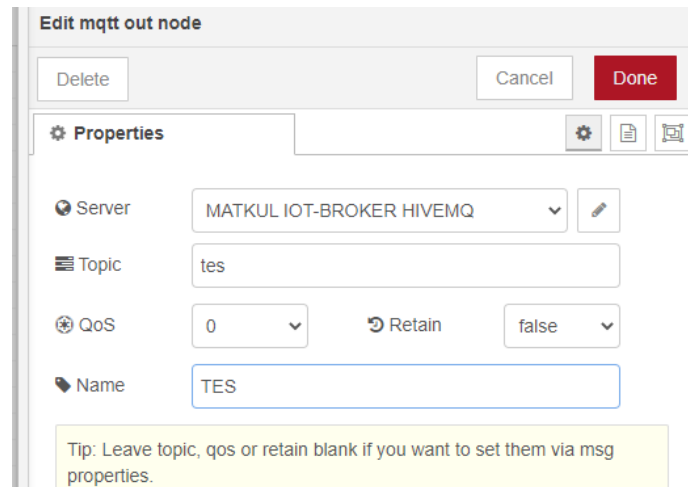 Edit mqtt out node
Delete
Cancel
Done
Properties
Server
MATKUL IOT-BROKER HIVEMQ
Topic
tes
QoS
0
Retain
false
Name
TES
Tip: Leave topic, qos or retain blank if you want to set them via msg
properties.